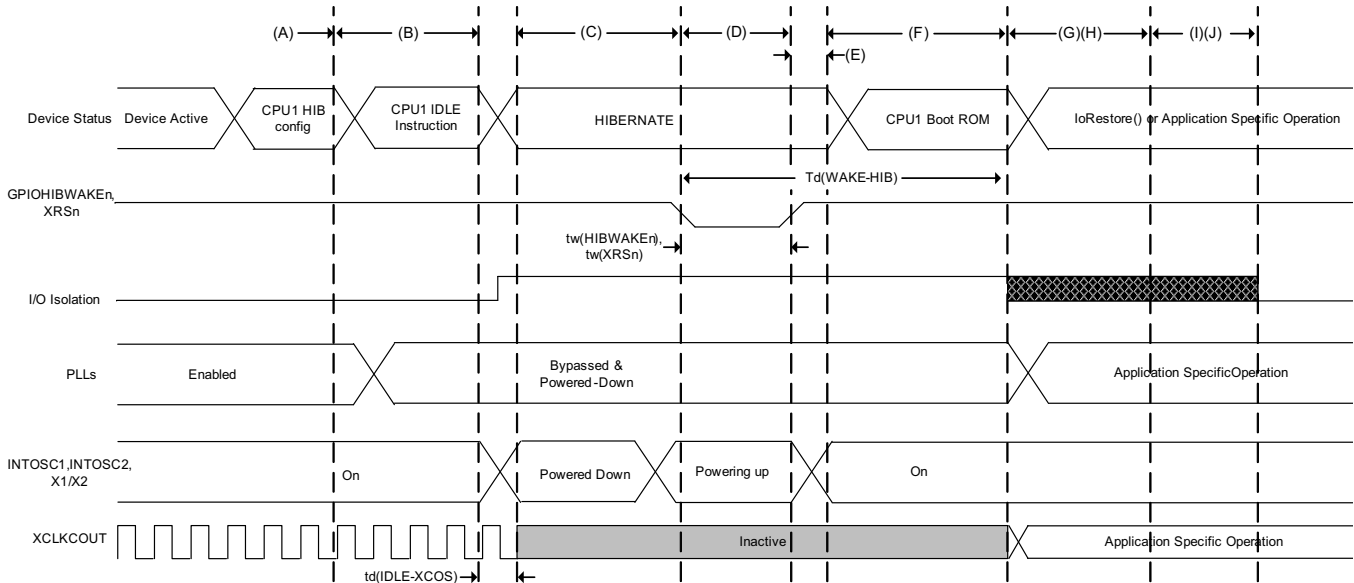 (A)
(B)
(C)
(D)
(E)
(F)
(G)(H)
(I)(J)
Device Status
Device Active
CPU1 HIB
config
CPU1 IDLE
Instruction
HIBERNATE
CPU1 Boot ROM
IoRestore() or Application Specific Operation
Td(WAKE-HIB)
GPIOHIBWAKEn,
XRSn
tw(HIBWAKEn),
tw(XRSn)
I/O Isolation
PLLs
Enabled
Bypassed &
Powered-Down
Application SpecificOperation
INTOSC1,INTOSC2,
X1/X2
On
Powered Down
Powering up
On
XCLKCOUT
Inactive
Application Specific Operation
td(IDLE-XCOS)